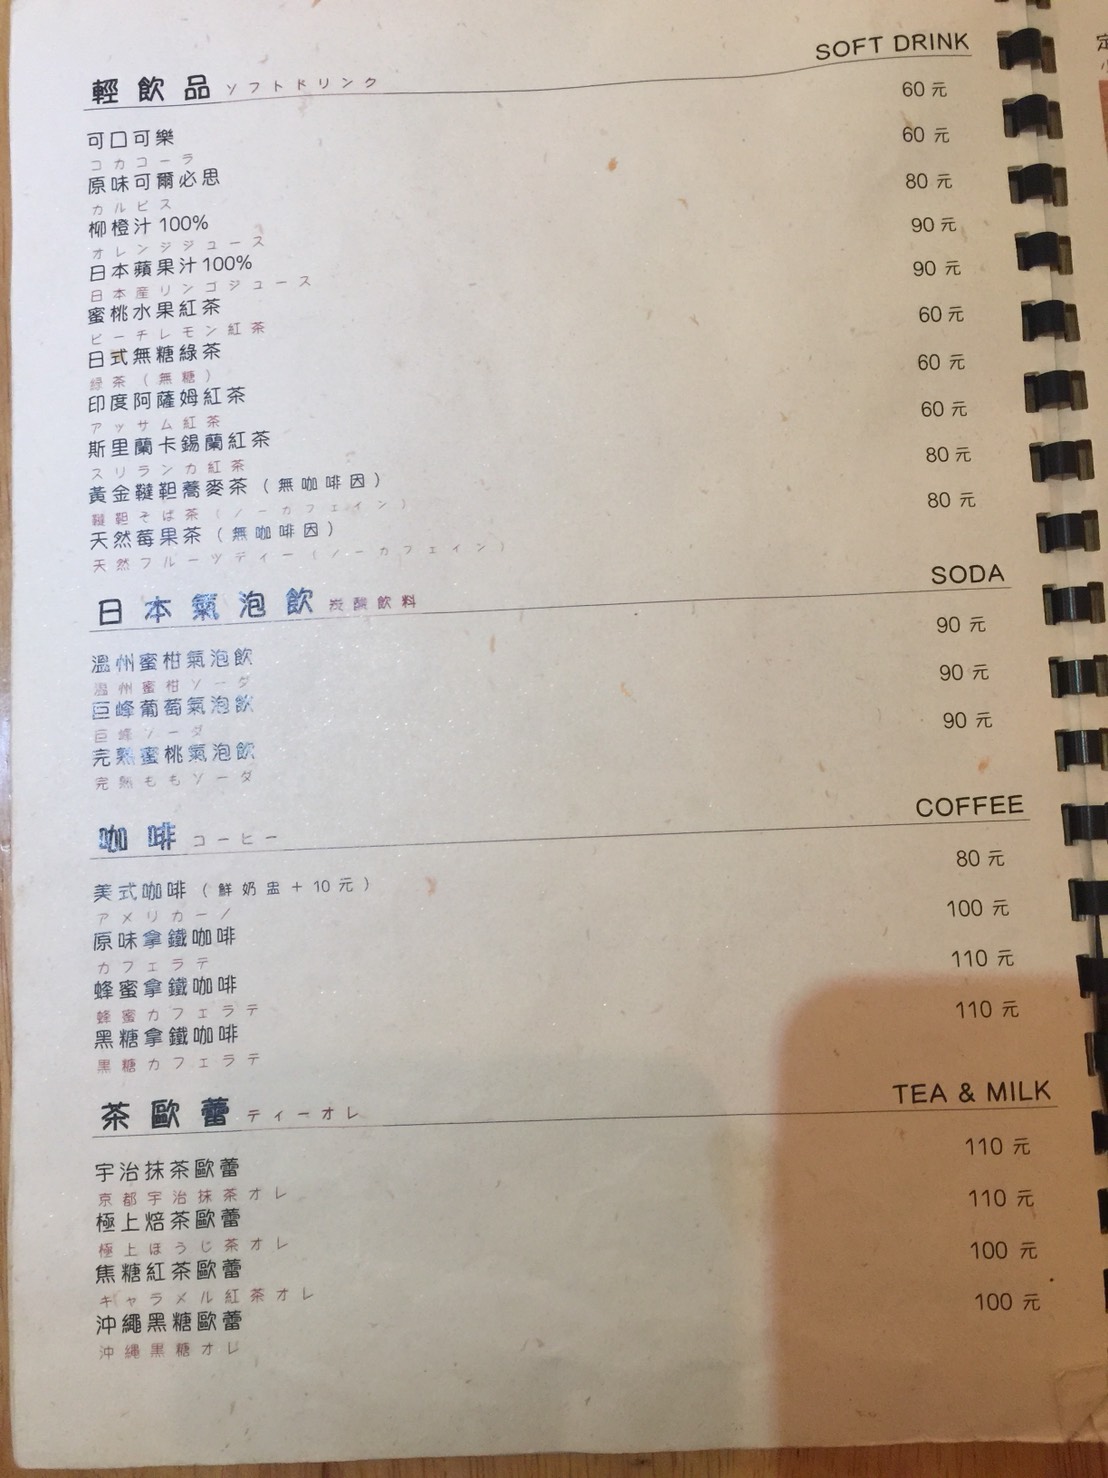 輕飲品 ソフトドリンク SOFT DRINK
可口可樂 60元
コカコーラ
原味可爾必思 60元
カルピス
柳橙汁100% 80元
オレンジジュース
日本蘋果汁100% 90元
日本産リンゴジュース
蜜桃水果紅茶 90元
ピーチレモン紅茶
日式無糖綠茶 60元
緑茶(無糖)
印度阿薩姆紅茶 60元
アッサム紅茶
斯里蘭卡錫蘭紅茶 60元
スリランカ紅茶
黃金韃靼蕎麥茶(無咖啡因) 80元
韃靼そば茶(ノーカフェイン)
天然莓果茶(無咖啡因) 80元
天然フルーツティー(ノーカフェイン)
日本氣泡飲 炭酸飲料 SODA
溫州蜜柑氣泡飲 90元
温州蜜柑ソーダ
巨峰葡萄氣泡飲 90元
巨峰ソーダ
完熟蜜桃氣泡飲 90元
完熟ももソーダ
咖啡 コーヒー COFFEE
美式咖啡(鮮奶盅+10元) 80元
アメリカーノ
原味拿鐵咖啡 100元
カフェラテ
蜂蜜拿鐵咖啡 110元
蜂蜜カフェラテ
黑糖拿鐵咖啡 110元
黒糖カフェラテ
茶歐蕾 ティーオレ TEA & MILK
宇治抹茶歐蕾 110元
京都宇治抹茶オレ
極上焙茶歐蕾 110元
極上ほうじ茶オレ
焦糖紅茶歐蕾 100元
キャラメル紅茶オレ
沖繩黑糖歐蕾 100元
沖縄黒糖オレ